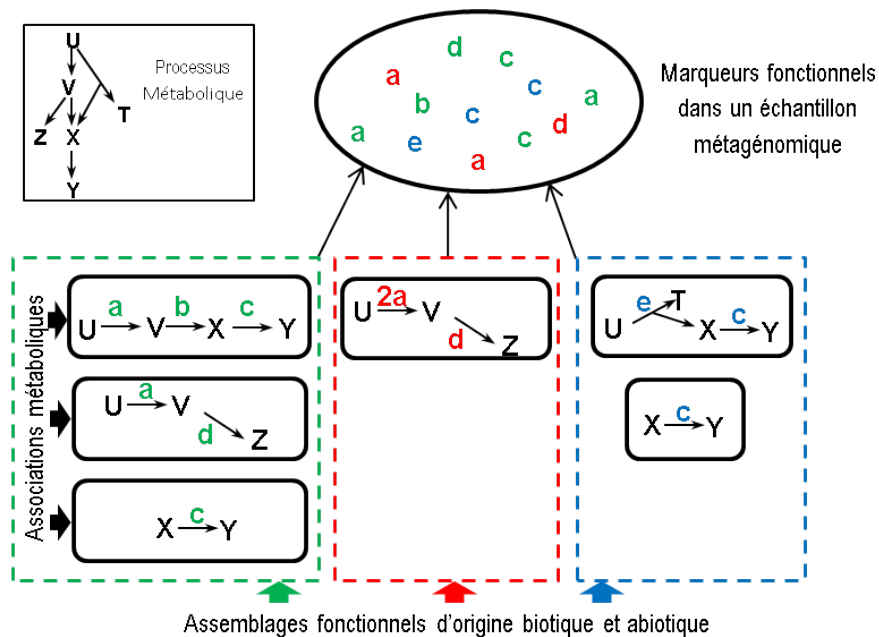 U
Processus
Métabolique
V
T
Z X
Y
d c
a c
b a
c d
a e c
a
Marqueurs fonctionnels
dans un échantillon
métagénomique
Associations métaboliques
a b c
U V X Y
a
U V
d Z
c
X Y
2a
U V
d Z
e T
U X c Y
c
X Y
Assemblages fonctionnels d'origine biotique et abiotique